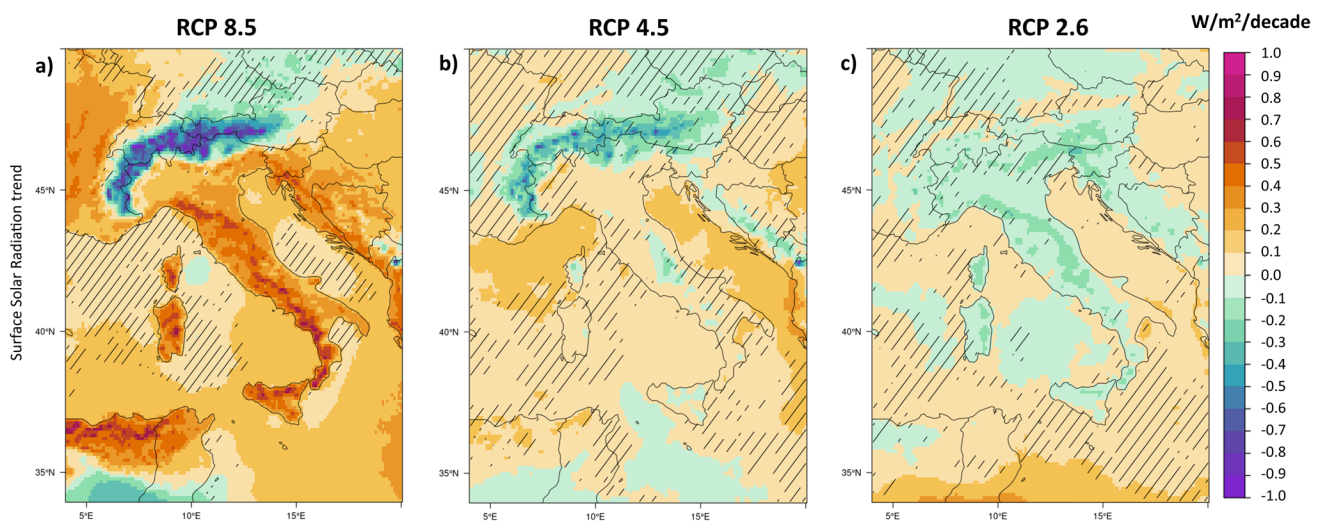 RCP 8.5
RCP 4.5
RCP 2.6
W/m²/decade
a)
b)
c)
Surface Solar Radiation trend
45°N
40°N
35°N
5°E
10°E
15°E
45°N
40°N
35°N
5°E
10°E
15°E
45°N
40°N
35°N
5°E
10°E
15°E
1.0
0.9
0.8
0.7
0.6
0.5
0.4
0.3
0.2
0.1
0.0
-0.1
-0.2
-0.3
-0.4
-0.5
-0.6
-0.7
-0.8
-0.9
-1.0